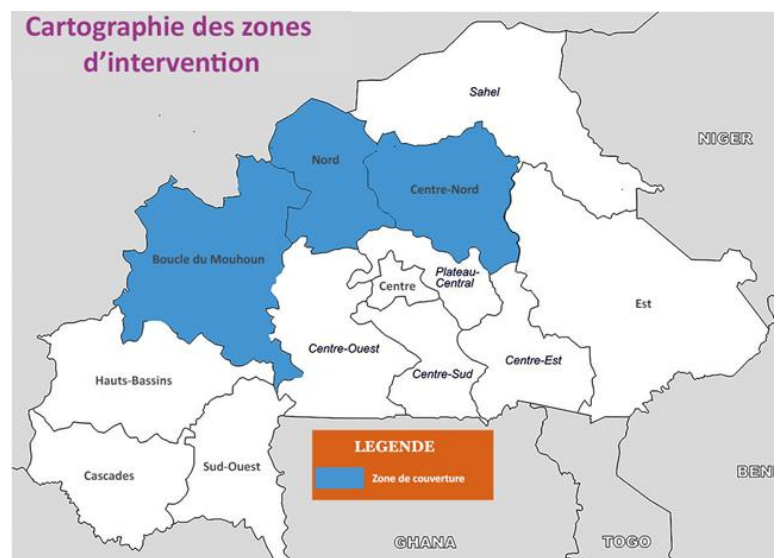 Cartographie des zones
d’intervention
Sahel
NIGER
Nord
Centre-Nord
Boucle du Mouhoun
Plateau-
Central
Centre
Est
Centre-Ouest
Centre-Sud
Centre-Est
Hauts-Bassins
LEGENDE
Zone de couverture
Cascades
Sud-Ouest
BENI
GHANA
TOGO